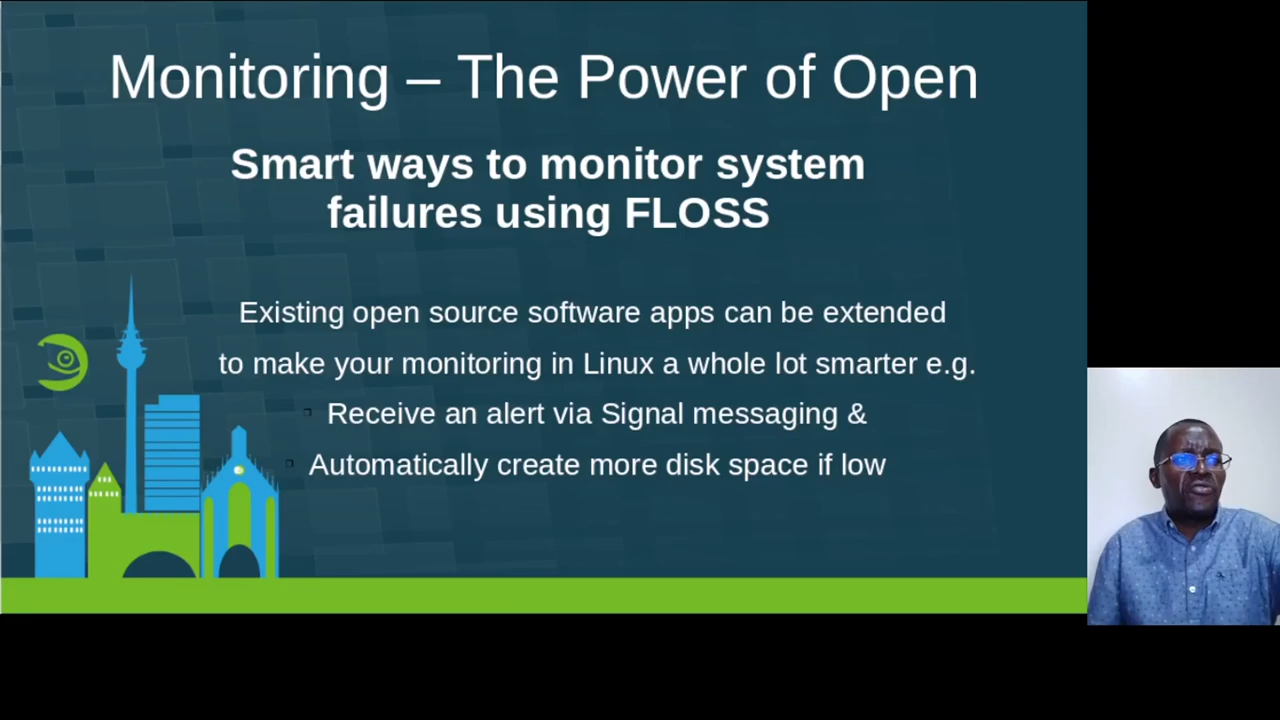 Monitoring – The Power of Open
Smart ways to monitor system
failures using FLOSS
Existing open source software apps can be extended
to make your monitoring in Linux a whole lot smarter e.g.
Receive an alert via Signal messaging &
Automatically create more disk space if low